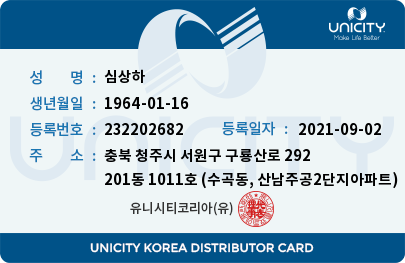 UNICITY
Make Life Better
성 명 : 심상하
생년월일 : 1964-01-16
등록번호 : 232202682 등록일자 : 2021-09-02
주 소 : 충북 청주시 서원구 구룡산로 292
201동 1011호 (수곡동, 산남주공2단지아파트)
유니시티코리아(유)
UNICITY KOREA DISTRIBUTOR CARD